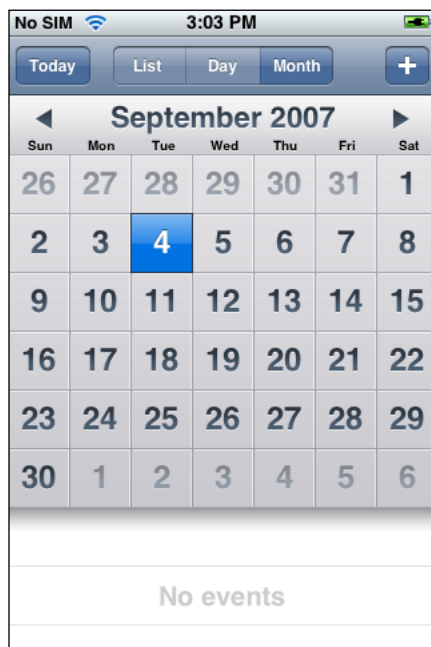 No SIM 3:03 PM
Today List Day Month +
September 2007
Sun Mon Tue Wed Thu Fri Sat
26 27 28 29 30 31 1
2 3 4 5 6 7 8
9 10 11 12 13 14 15
16 17 18 19 20 21 22
23 24 25 26 27 28 29
30 1 2 3 4 5 6
No events